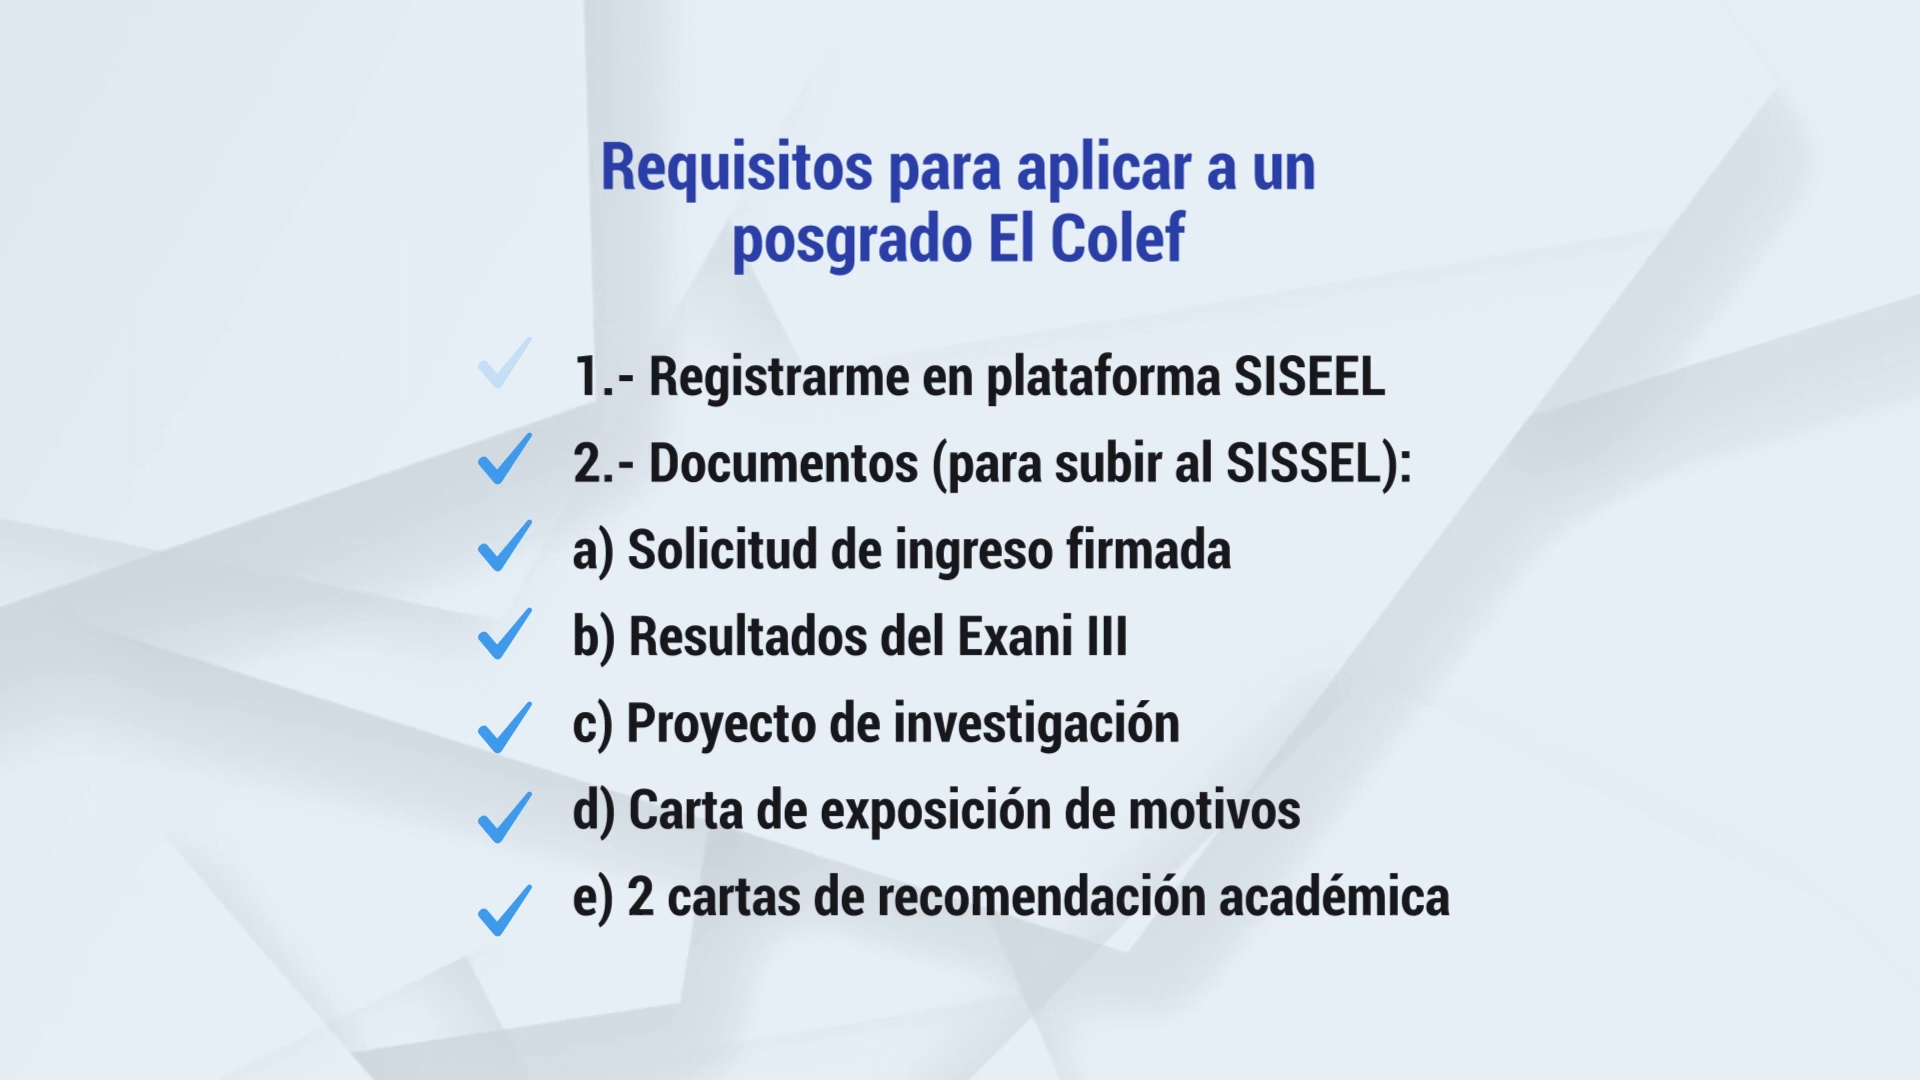 Requisitos para aplicar a un
posgrado El Colef
1.- Registrarme en plataforma SISEEL
2.- Documentos (para subir al SISSEL):
a) Solicitud de ingreso firmada
b) Resultados del Exani III
c) Proyecto de investigación
d) Carta de exposición de motivos
e) 2 cartas de recomendación académica